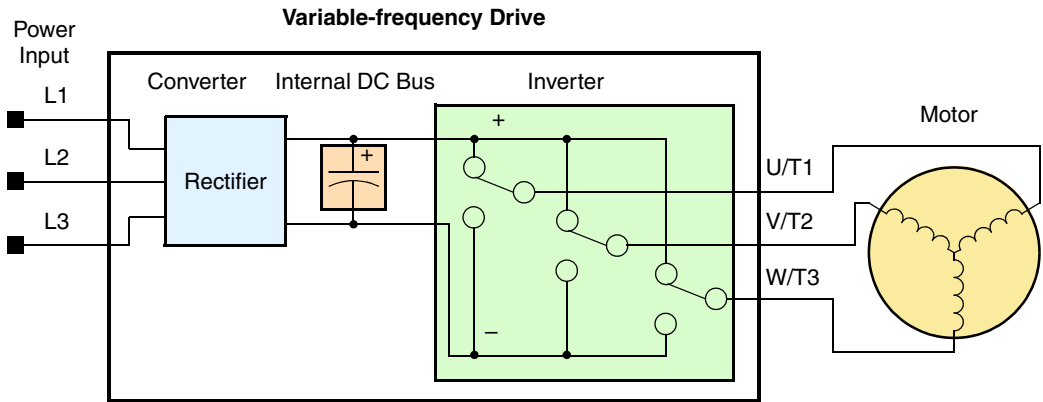 Variable-frequency Drive
Power
Input
Converter
Internal DC Bus
Inverter
Motor
L1
L2
L3
Rectifier
+
+
–
U/T1
V/T2
W/T3